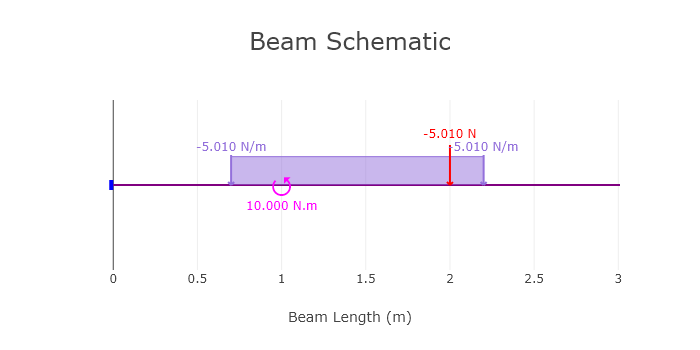 Beam Schematic
-5.010 N
-5.010 N/m
-5.010 N/m
10.000 N.m
0
0.5
1
1.5
2
2.5
3
Beam Length (m)